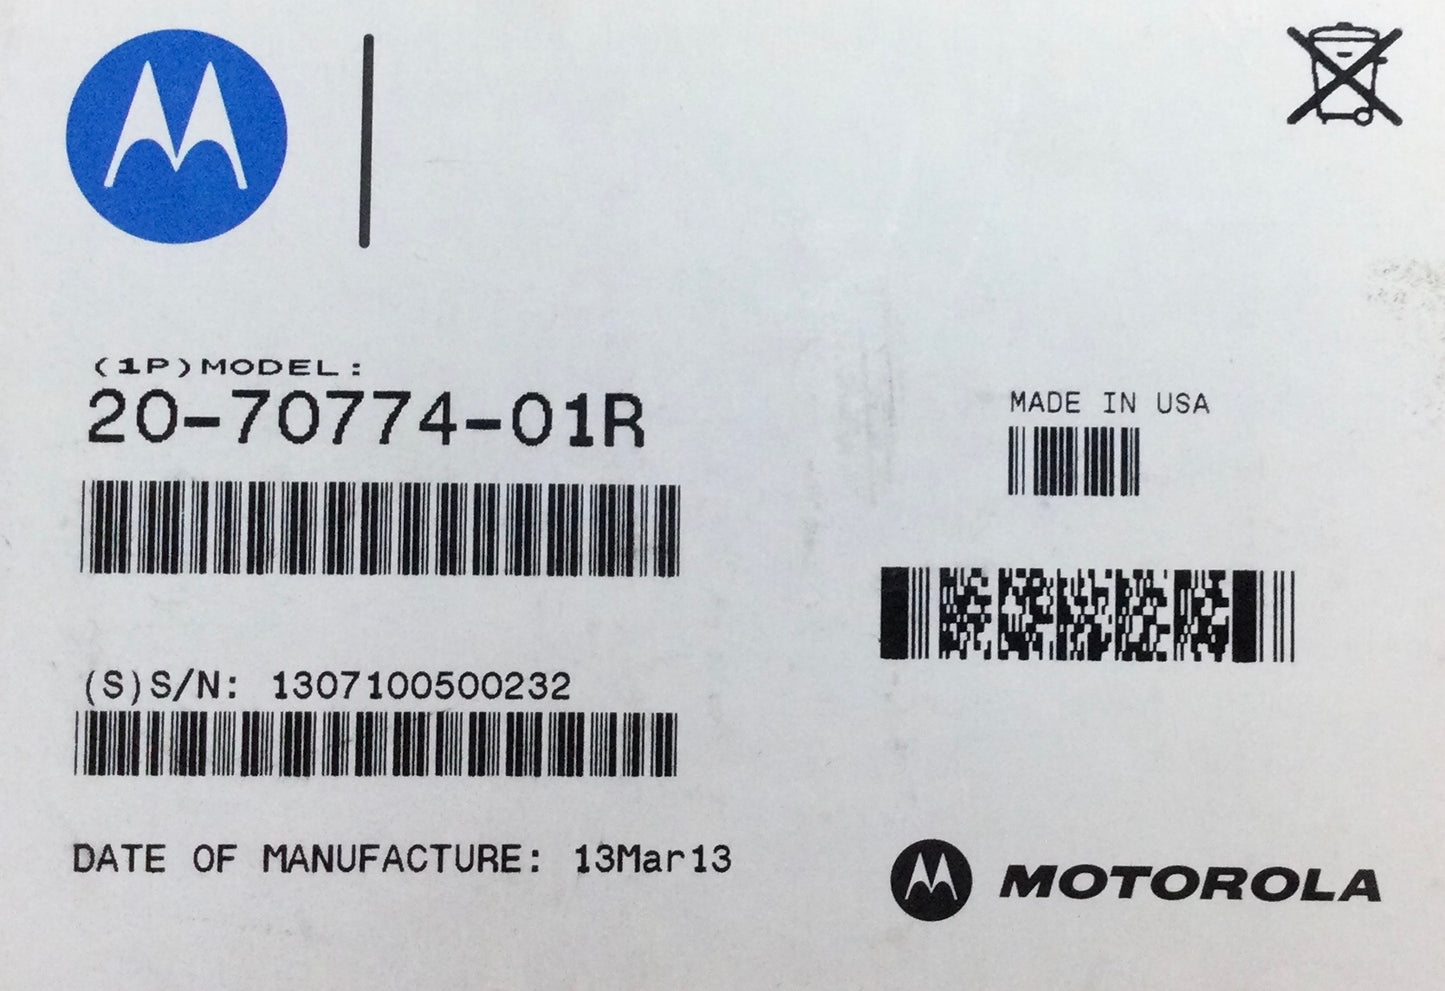 (1P)MODEL:
20-70774-01R
MADE IN USA
(S)S/N: 1307100500232
DATE OF MANUFACTURE: 13Mar13
MOTOROLA